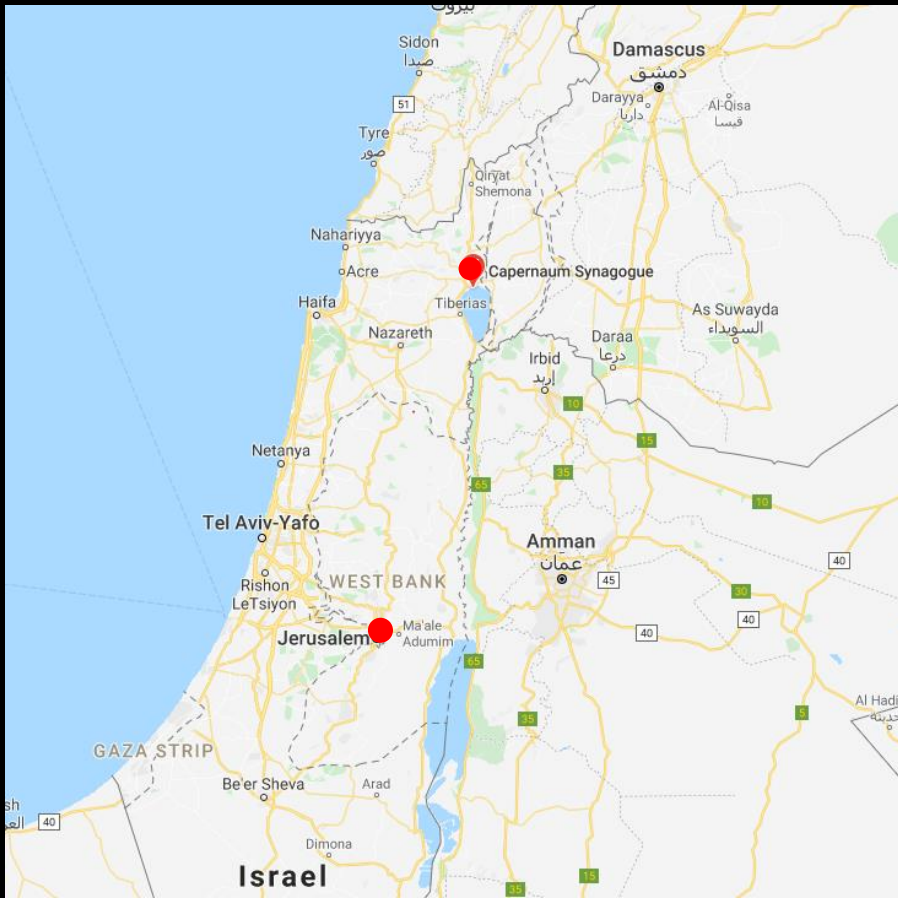 بيروت
Sidon
صيدا
Damascus
دمشق
51
Darayya
داريا
Al-Qisa
قيسا
Tyre
صور
Qiryat
Shemona
Nahariyya
Acre
Capernaum Synagogue
Haifa
Tiberias
As Suwayda
السويداء
Nazareth
Daraa
درعا
Irbid
إربد
10
15
Netanya
35
65
10
Tel Aviv-Yafo
Amman
عمان
40
45
Rishon
LeTsiyon
WEST BANK
30
40
40
Jerusalem
Ma'ale
Adumim
65
Al Hadi
35
5
GAZA STRIP
Be'er Sheva
Arad
sh
40
Dimona
Israel
15
35